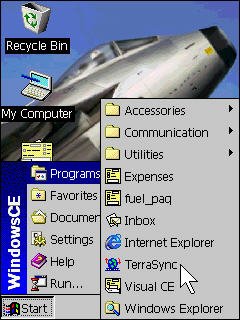 Recycle Bin
My Computer
Accessories
Communication
Utilities
Expenses
fuel_paq
Inbox
Internet Explorer
TerraSync
Visual CE
Windows Explorer
Programs
Favorites
Documen
Settings
Help
Run...
WindowsCE
Start